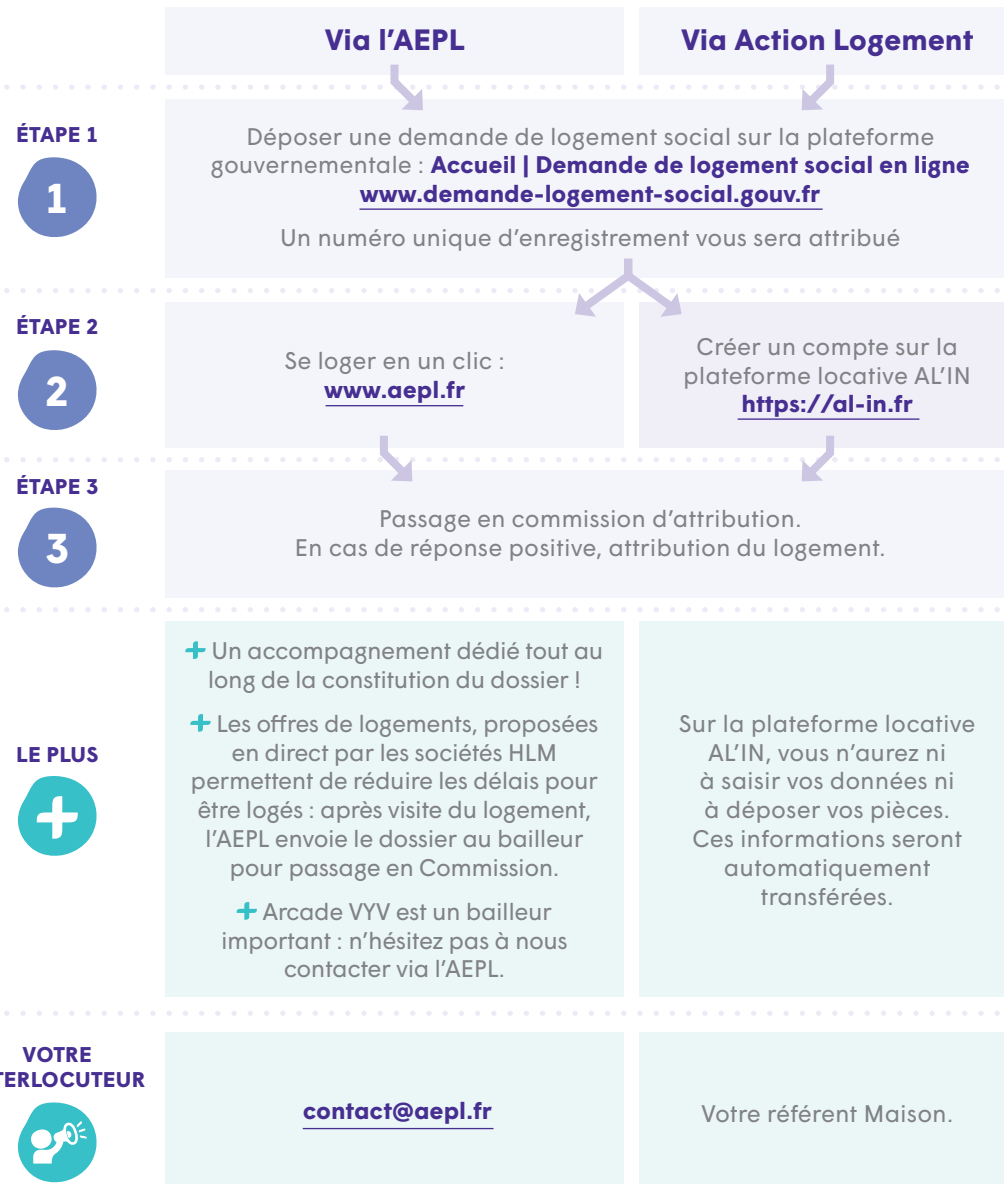 Via l'AEPL
Via Action Logement
ÉTAPE 1
1
Déposer une demande de logement social sur la plateforme
gouvernementale : Accueil | Demande de logement social en ligne
www.demande-logement-social.gouv.fr
Un numéro unique d'enregistrement vous sera attribué
ÉTAPE 2
2
Se loger en un clic :
www.aepl.fr
Créer un compte sur la
plateforme locative AL'IN
https://al-in.fr
ÉTAPE 3
3
Passage en commission d'attribution.
En cas de réponse positive, attribution du logement.
LE PLUS
+ Un accompagnement dédié tout au
long de la constitution du dossier !
+ Les offres de logements, proposées
en direct par les sociétés HLM
permettent de réduire les délais pour
être logés : après visite du logement,
l'AEPL envoie le dossier au bailleur
pour passage en Commission.
+ Arcade VYV est un bailleur
important : n'hésitez pas à nous
contacter via l'AEPL.
Sur la plateforme locative
AL'IN, vous n'aurez ni
à saisir vos données ni
à déposer vos pièces.
Ces informations seront
automatiquement
transférées.
VOTRE
TERLOCUTEUR
contact@aepl.fr
Votre référent Maison.